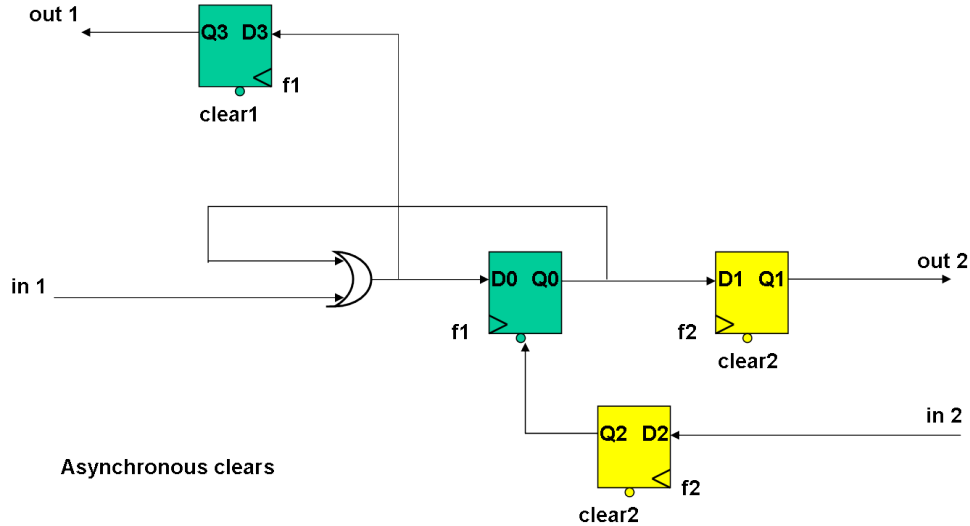 out 1
Q3 D3
f1
clear1
in 1
D0 Q0
f1
D1 Q1
out 2
f2
clear2
Q2 D2
in 2
f2
clear2
Asynchronous clears